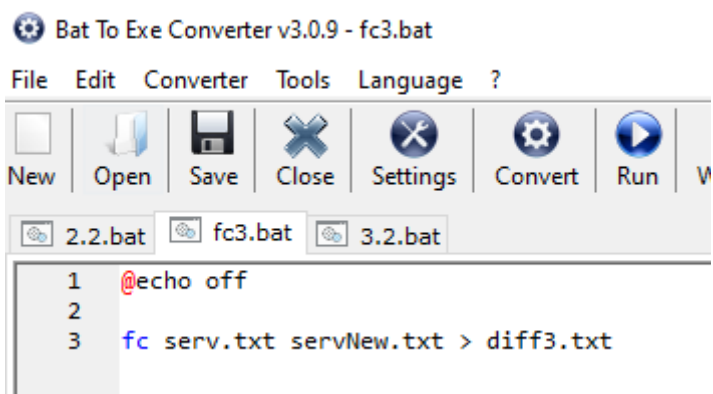 Bat To Exe Converter v3.0.9 - fc3.bat
File Edit Converter Tools Language ?
New Open Save Close Settings Convert Run
2.2.bat fc3.bat 3.2.bat
1 @echo off
2
3 fc serv.txt servNew.txt > diff3.txt